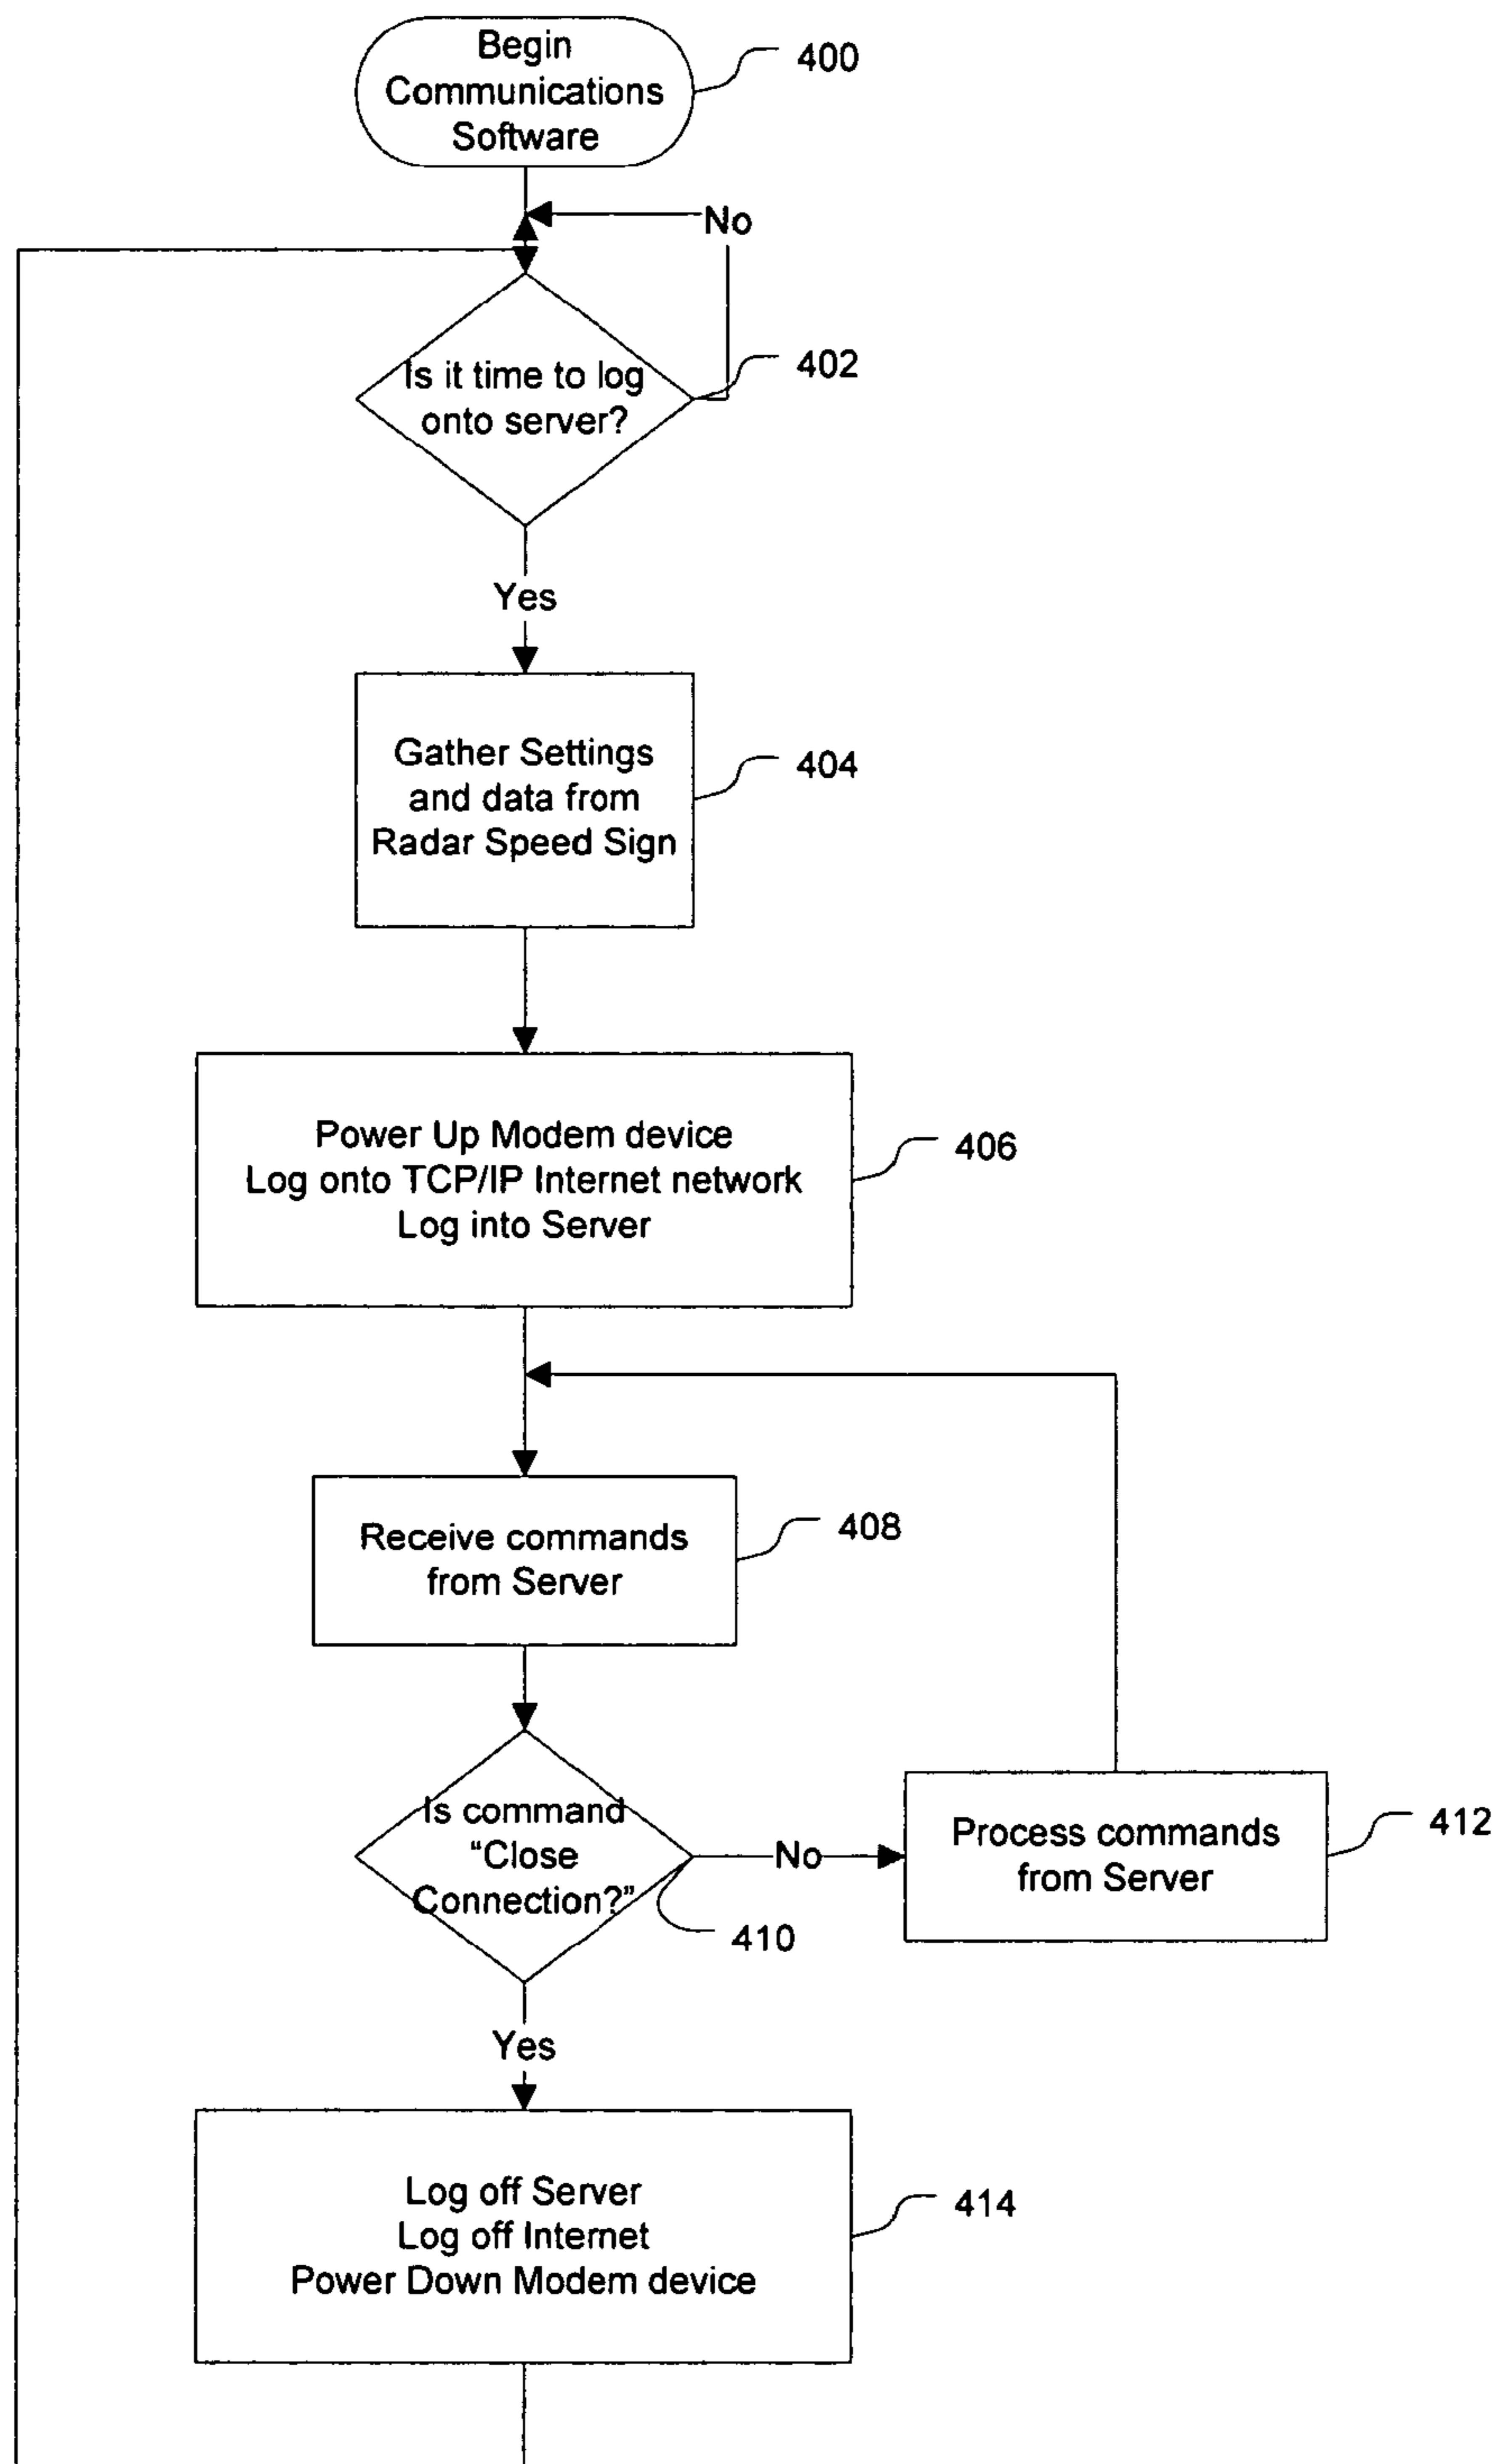 Begin
Communications
Software
400
No
Is it time to log
onto server?
402
Yes
Gather Settings
and data from
Radar Speed Sign
404
Power Up Modem device
Log onto TCP/IP Internet network
Log into Server
406
Receive commands
from Server
408
Is command
“Close
Connection?”
410
No
Process commands
from Server
412
Yes
Log off Server
Log off Internet
Power Down Modem device
414